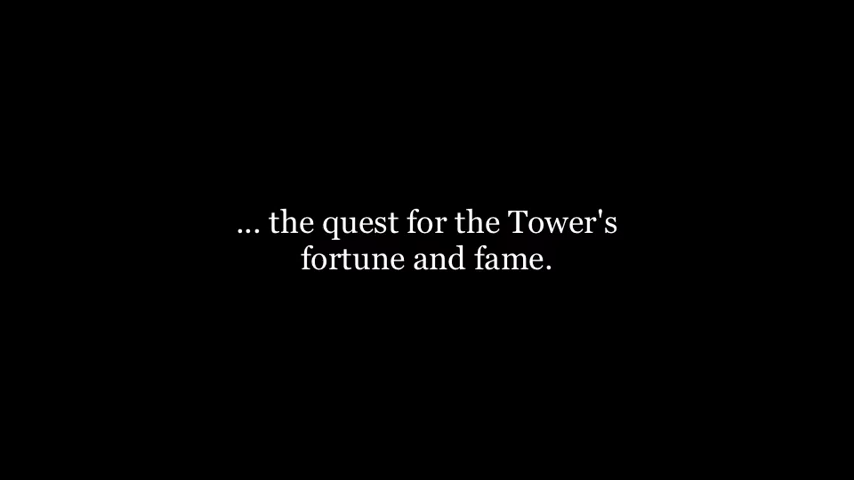 ... the quest for the Tower's
fortune and fame.